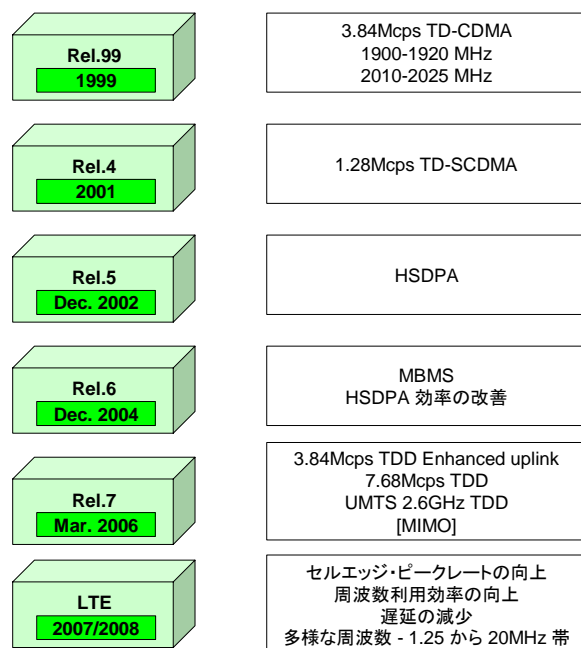 Rel.99
1999
3.84Mcps TD-CDMA
1900-1920 MHz
2010-2025 MHz
Rel.4
2001
1.28Mcps TD-SCDMA
Rel.5
Dec. 2002
HSDPA
Rel.6
Dec. 2004
MBMS
HSDPA 効率の改善
Rel.7
Mar. 2006
3.84Mcps TDD Enhanced uplink
7.68Mcps TDD
UMTS 2.6GHz TDD
[MIMO]
LTE
2007/2008
セルエッジ・ピークレートの向上
周波数利用効率の向上
遅延の減少
多様な周波数 - 1.25 から 20MHz 帯